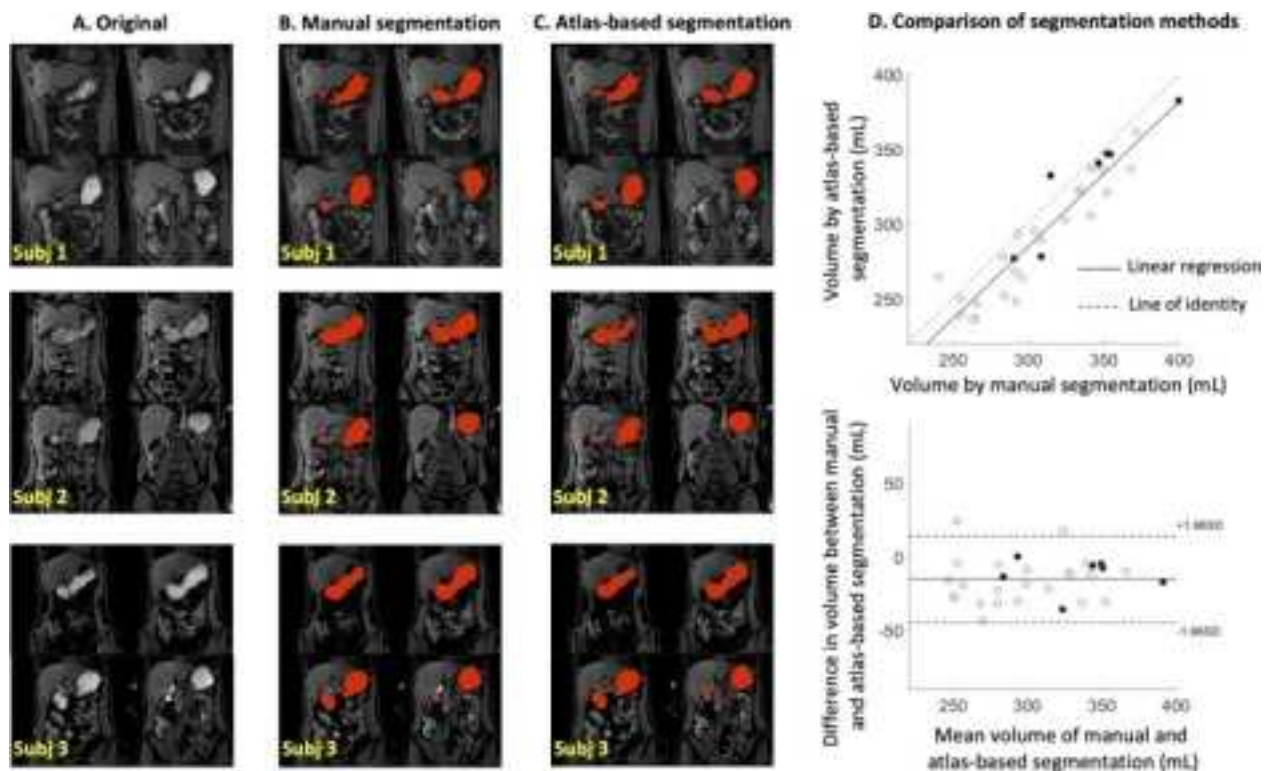 A. Original
B. Manual segmentation
C. Atlas-based segmentation
D. Comparison of segmentation methods
Subj 1
Subj 1
Subj 1
Subj 2
Subj 2
Subj 2
Subj 3
Subj 3
Subj 3
Volume by atlas-based
segmentation (mL)
400
350
300
250
Linear regression
Line of identity
250
300
350
400
Volume by manual segmentation (mL)
Difference in volume between manual
and atlas-based segmentation (mL)
50
0
-50
+1.96SD
-1.96SD
250
300
350
400
Mean volume of manual and
atlas-based segmentation (mL)